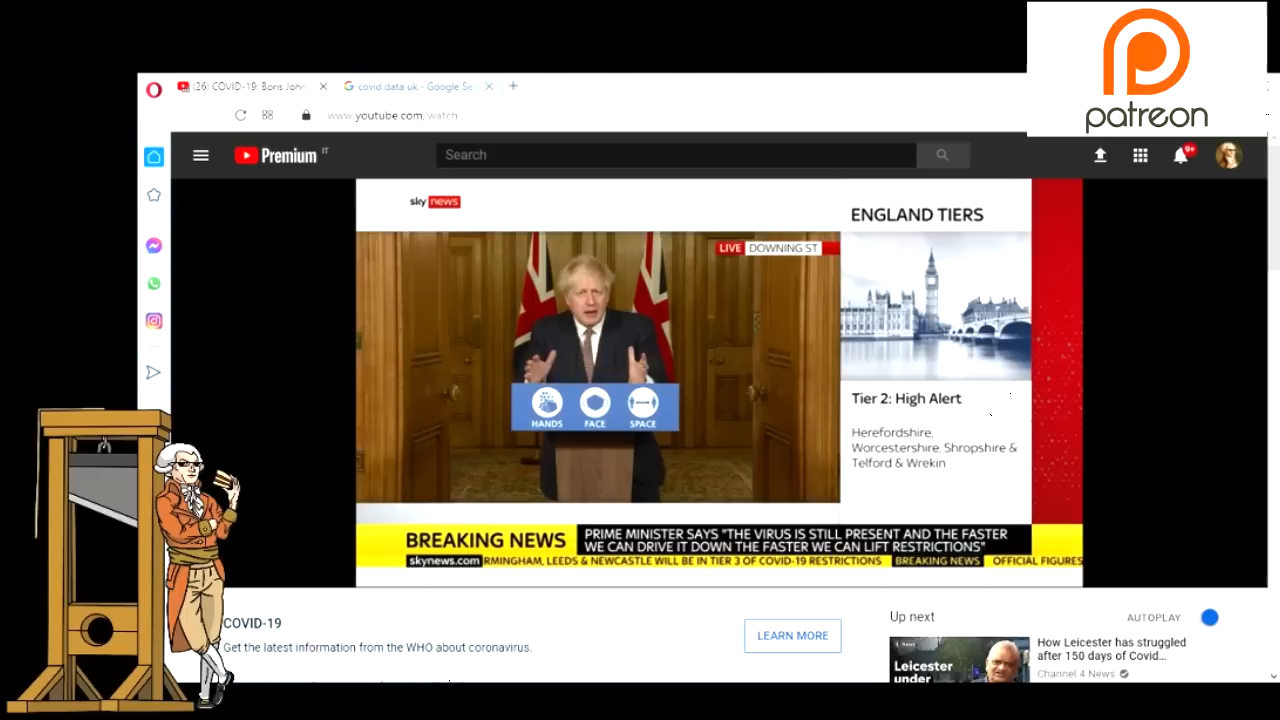 patreon
(26) COVID-19: Boris Joh
covid data uk - Google Se
www.youtube.com/watch
Premium IT
Search
9+
sky news
ENGLAND TIERS
LIVE DOWNING ST
Tier 2: High Alert
HANDS FACE SPACE
Herefordshire,
Worcestershire, Shropshire &
Telford & Wrekin
BREAKING NEWS
PRIME MINISTER SAYS "THE VIRUS IS STILL PRESENT AND THE FASTER
WE CAN DRIVE IT DOWN THE FASTER WE CAN LIFT RESTRICTIONS"
skynews.com RMINGHAM, LEEDS & NEWCASTLE WILL BE IN TIER 3 OF COVID-19 RESTRICTIONS BREAKING NEWS OFFICIAL FIGURES
COVID-19
Get the latest information from the WHO about coronavirus.
LEARN MORE
Up next
AUTOPLAY
How Leicester has struggled
after 150 days of Covid...
Channel 4 News
Leicester
under